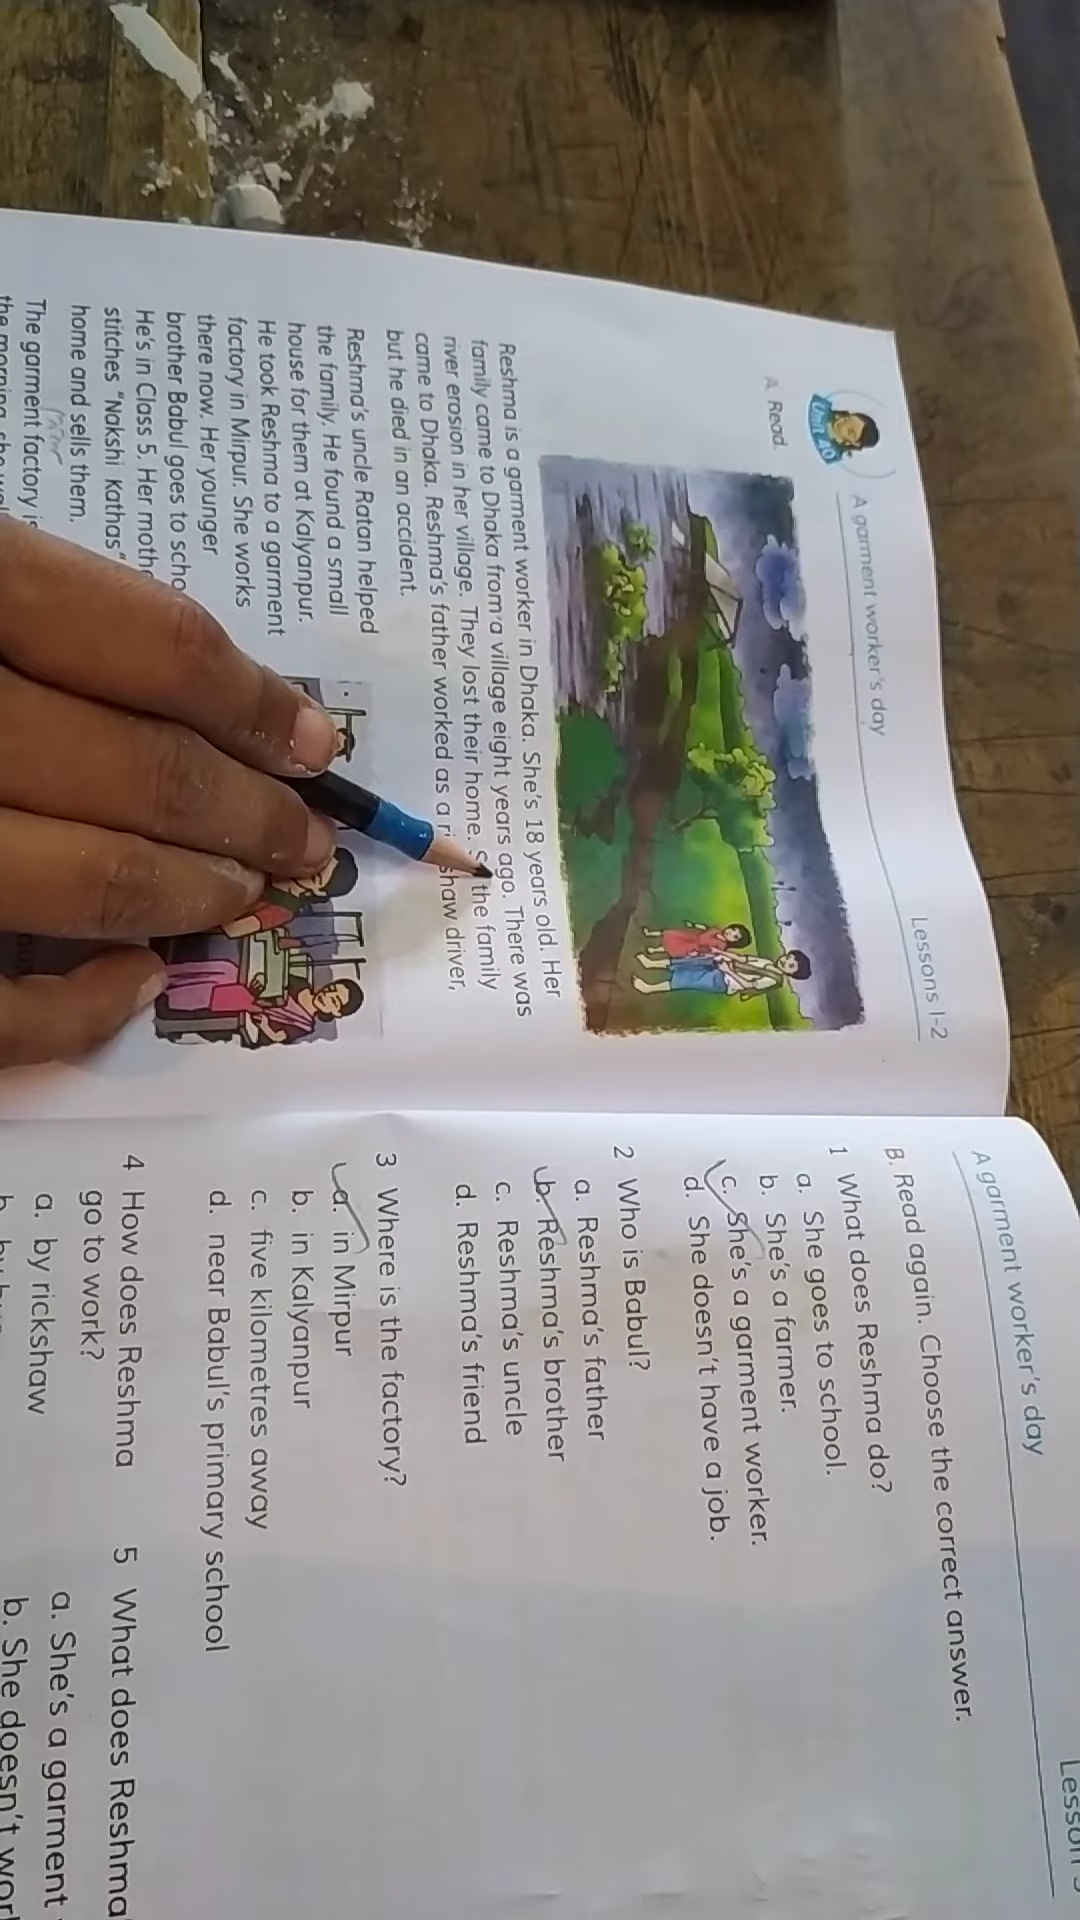 Unit 40
A garment worker's day
Lessons 1-2
A. Read.
Reshma is a garment worker in Dhaka. She's 18 years old. Her
family came to Dhaka from a village eight years ago. There was
river erosion in her village. They lost their home. the family
came to Dhaka. Reshma's father worked as a driver,
but he died in an accident.
Reshma's uncle Ratan helped
the family. He found a small
house for them at Kalyanpur.
He took Reshma to a garment
factory in Mirpur. She works
there now. Her younger
brother Babul goes to
He's in Class 5. Her
stitches "Nakshi Kathas"
home and sells them.
The garment factory
the morning she
A garment worker's day
B. Read again. Choose the correct answer.
1 What does Reshma do?
a. She goes to school.
b. She's a farmer.
c. She's a garment worker.
d. She doesn't have a job.
2 Who is Babul?
a. Reshma's father
b. Reshma's brother
c. Reshma's uncle
d. Reshma's friend
3 Where is the factory?
a. in Mirpur
b. in Kalyanpur
c. five kilometres away
d. near Babul's primary school
4 How does Reshma
go to work?
a. by rickshaw
5 What does Reshma
a. She's a garment
b. She doesn't